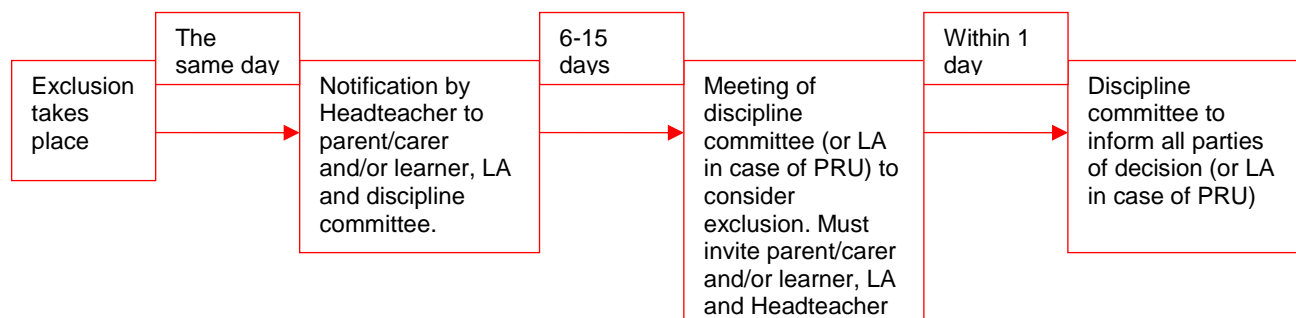 Exclusion
takes
place
The
same day
Notification by
Headteacher to
parent/carer
and/or learner, LA
and discipline
committee.
6-15
days
Meeting of
discipline
committee (or LA
in case of PRU) to
consider
exclusion. Must
invite parent/carer
and/or learner, LA
and Headteacher
Within 1
day
Discipline
committee to
inform all parties
of decision (or LA
in case of PRU)